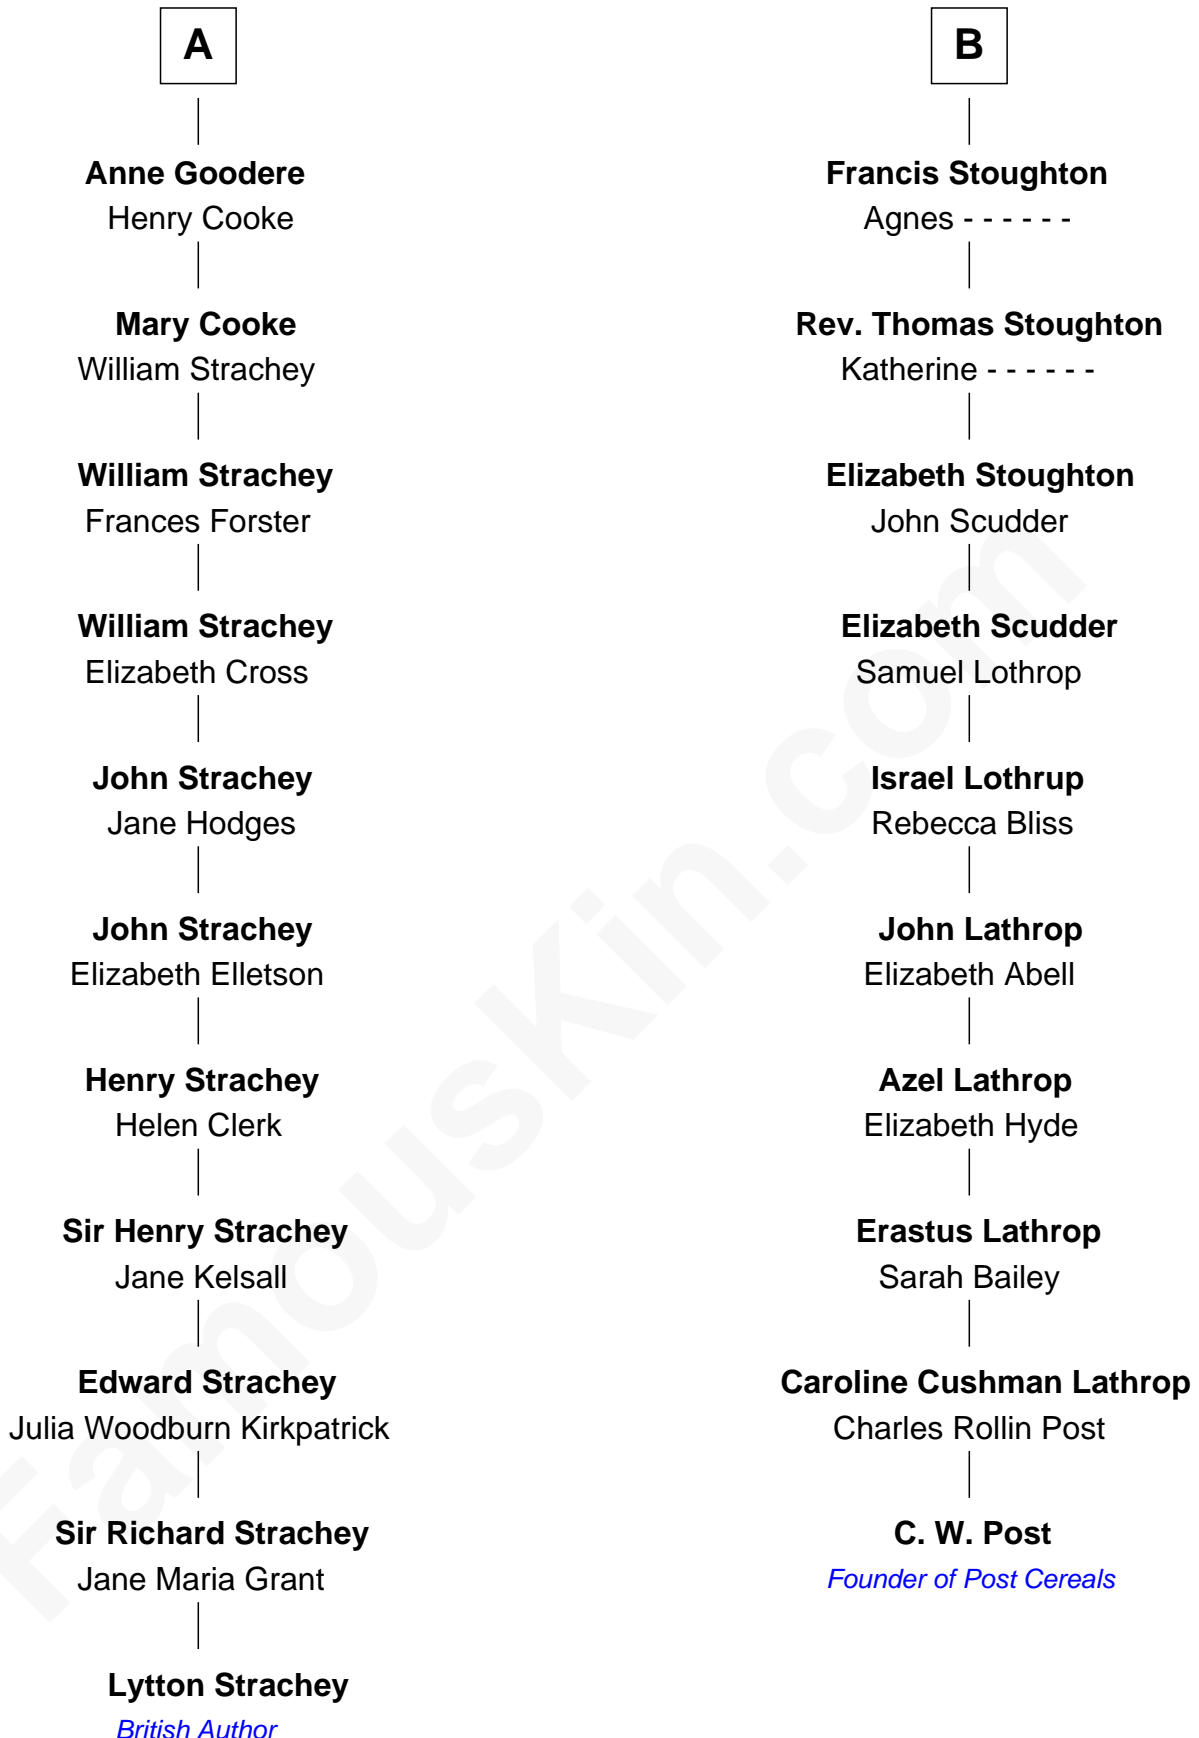 A
Anne Goodere
Henry Cooke
Mary Cooke
William Strachey
William Strachey
Frances Forster
William Strachey
Elizabeth Cross
John Strachey
Jane Hodges
John Strachey
Elizabeth Elletson
Henry Strachey
Helen Clerk
Sir Henry Strachey
Jane Kelsall
Edward Strachey
Julia Woodburn Kirkpatrick
Sir Richard Strachey
Jane Maria Grant
Lytton Strachey
British Author
B
Francis Stoughton
Agnes - - - - - -
Rev. Thomas Stoughton
Katherine - - - - - -
Elizabeth Stoughton
John Scudder
Elizabeth Scudder
Samuel Lothrop
Israel Lothrup
Rebecca Bliss
John Lathrop
Elizabeth Abell
Azel Lathrop
Elizabeth Hyde
Erastus Lathrop
Sarah Bailey
Caroline Cushman Lathrop
Charles Rollin Post
C. W. Post
Founder of Post Cereals
FamousKin.com